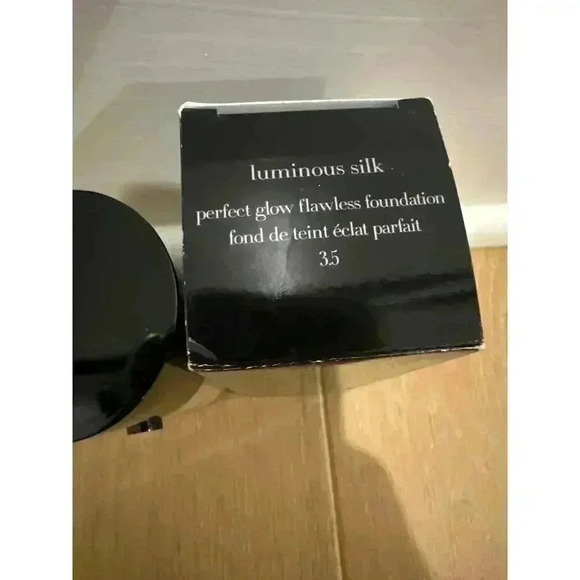 luminous silk
perfect glow flawless foundation
fond de teint éclat parfait
3.5